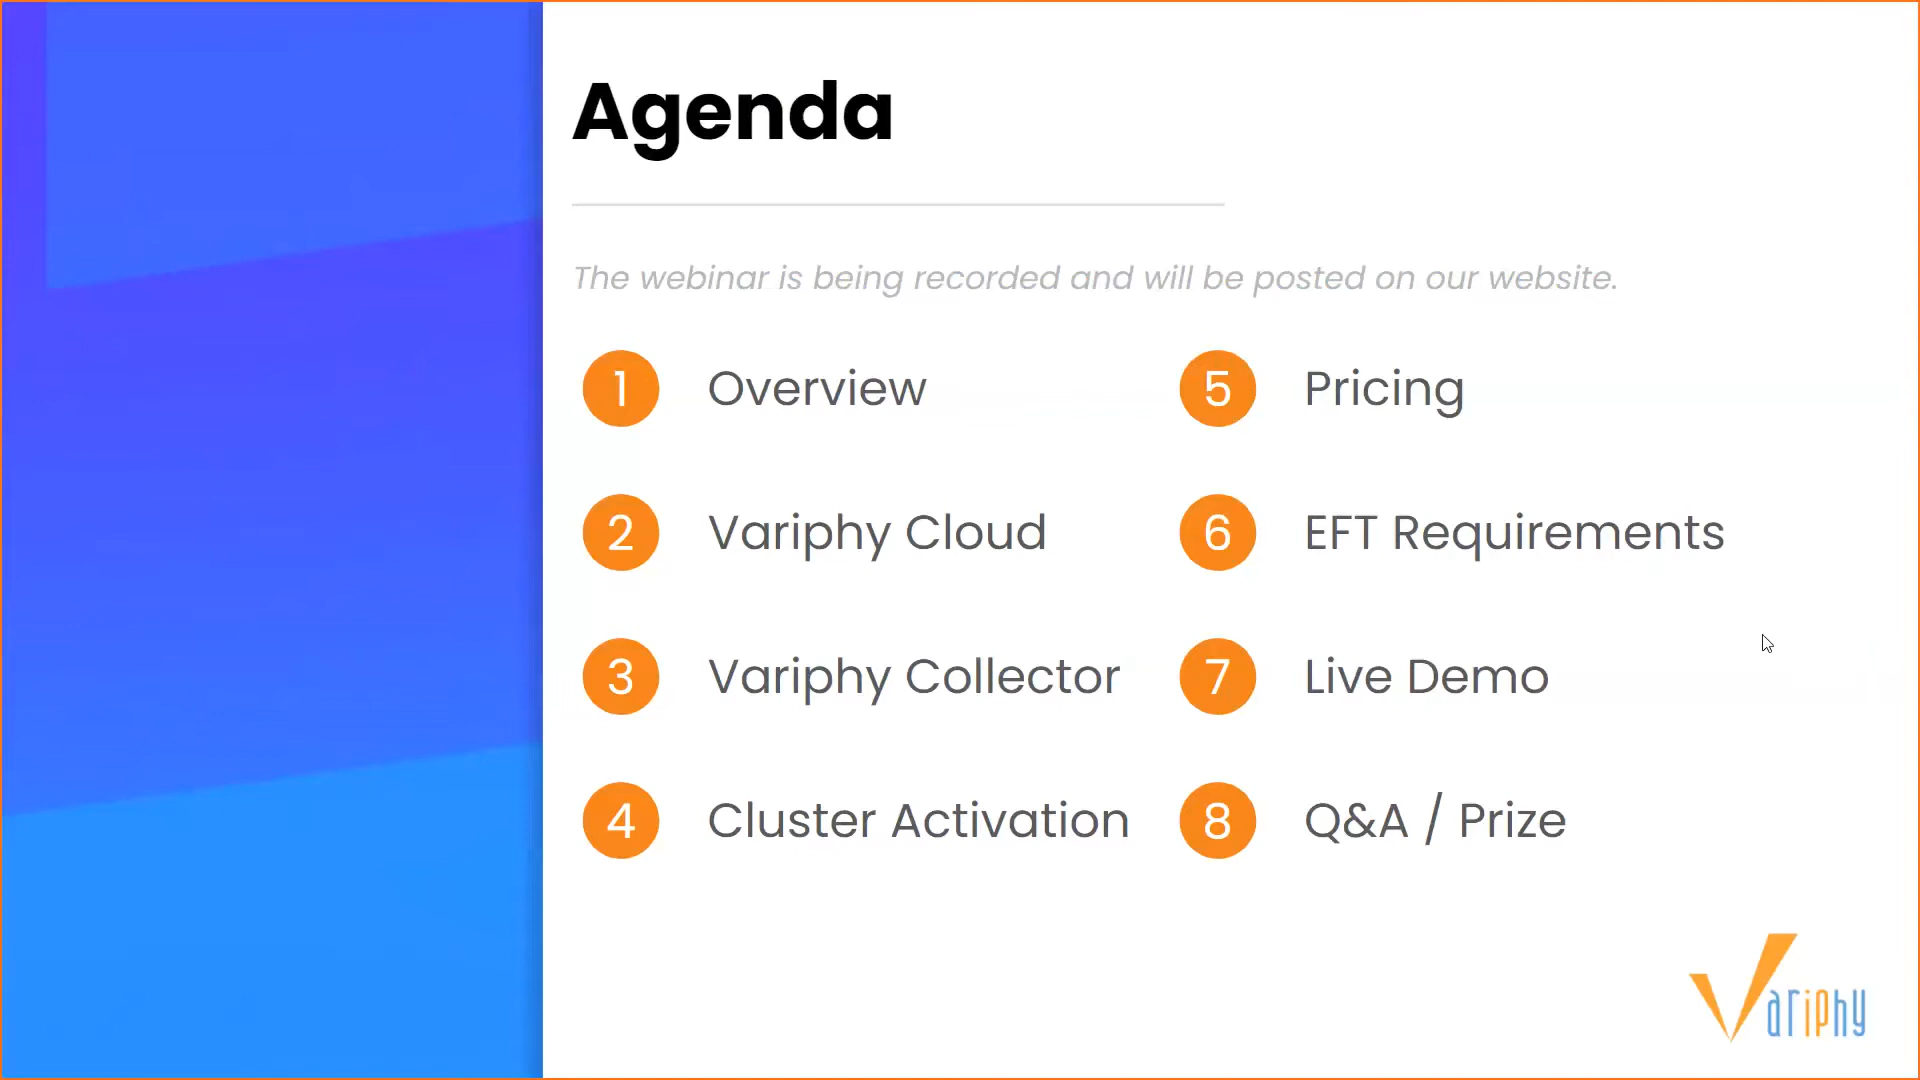 Agenda
The webinar is being recorded and will be posted on our website.
1 Overview
2 Variphy Cloud
3 Variphy Collector
4 Cluster Activation
5 Pricing
6 EFT Requirements
7 Live Demo
8 Q&A / Prize
Variphy